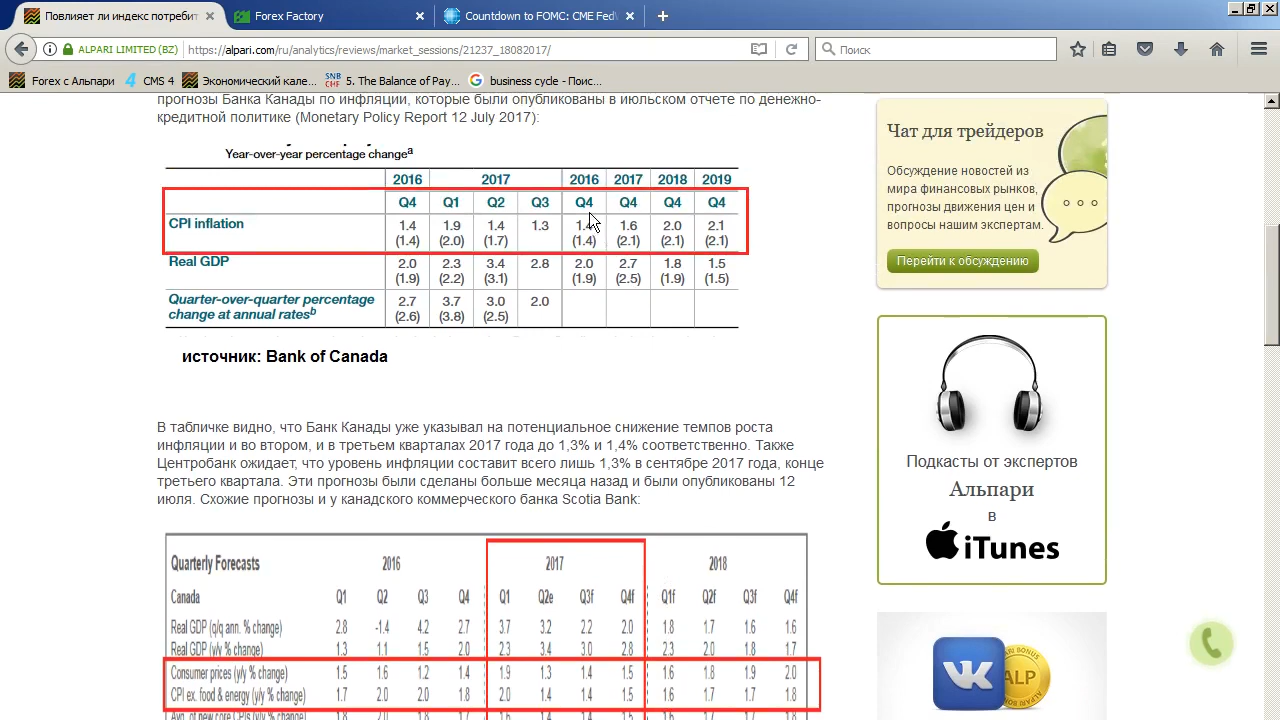 Повлияет ли индекс потребит
Forex Factory
Countdown to FOMC: CME Fed
ALPARI LIMITED (BZ)
https://alpari.com/ru/analytics/reviews/market_sessions/21237_18082017/
Поиск
Forex с Альпари
CMS 4
Экономический кале...
SNB CHF
5. The Balance of Pay...
business cycle - Поис...
прогнозы Банка Канады по инфляции, которые были опубликованы в июльском отчете по денежно-
кредитной политике (Monetary Policy Report 12 July 2017):
Year-over-year percentage changeᵃ
2016 2017 2016 2017 2018 2019
Q4 Q1 Q2 Q3 Q4 Q4 Q4 Q4
CPI inflation 1.4 1.9 1.4 1.3 1.4 1.6 2.0 2.1
(1.4) (2.0) (1.7) (1.4) (2.1) (2.1) (2.1)
Real GDP 2.0 2.3 3.4 2.8 2.0 2.7 1.8 1.5
(1.9) (2.2) (3.1) (1.9) (2.5) (1.9) (1.5)
Quarter-over-quarter percentage 2.7 3.7 3.0 2.0
change at annual ratesᵇ (2.6) (3.8) (2.5)
источник: Bank of Canada
В табличке видно, что Банк Канады уже указывал на потенциальное снижение темпов роста
инфляции и во втором, и в третьем кварталах 2017 года до 1,3% и 1,4% соответственно. Также
Центробанк ожидает, что уровень инфляции составит всего лишь 1,3% в сентябре 2017 года, конце
третьего квартала. Эти прогнозы были сделаны больше месяца назад и были опубликованы 12
июля. Схожие прогнозы и у канадского коммерческого банка Scotia Bank:
Quarterly Forecasts 2016 2017 2018
Canada Q1 Q2 Q3 Q4 Q1 Q2e Q3f Q4f Q1f Q2f Q3f Q4f
Real GDP (q/q ann. % change) 2.8 -1.4 4.2 2.7 3.7 3.2 2.2 2.0 1.8 1.7 1.6 1.6
Real GDP (y/y % change) 1.3 1.1 1.5 2.0 2.3 3.4 3.0 2.8 2.3 2.0 1.8 1.7
Consumer prices (y/y % change) 1.5 1.6 1.2 1.4 1.9 1.3 1.4 1.5 1.6 1.8 1.9 2.0
CPI ex. food & energy (y/y % change) 1.7 2.0 2.0 1.8 2.0 1.4 1.4 1.5 1.6 1.7 1.7 1.8
Чат для трейдеров
Обсуждение новостей из
мира финансовых рынков,
прогнозы движения цен и
вопросы нашим экспертам.
Перейти к обсуждению
Подкасты от экспертов
Альпари
в
iTunes
ALPARI BONUS
ALP